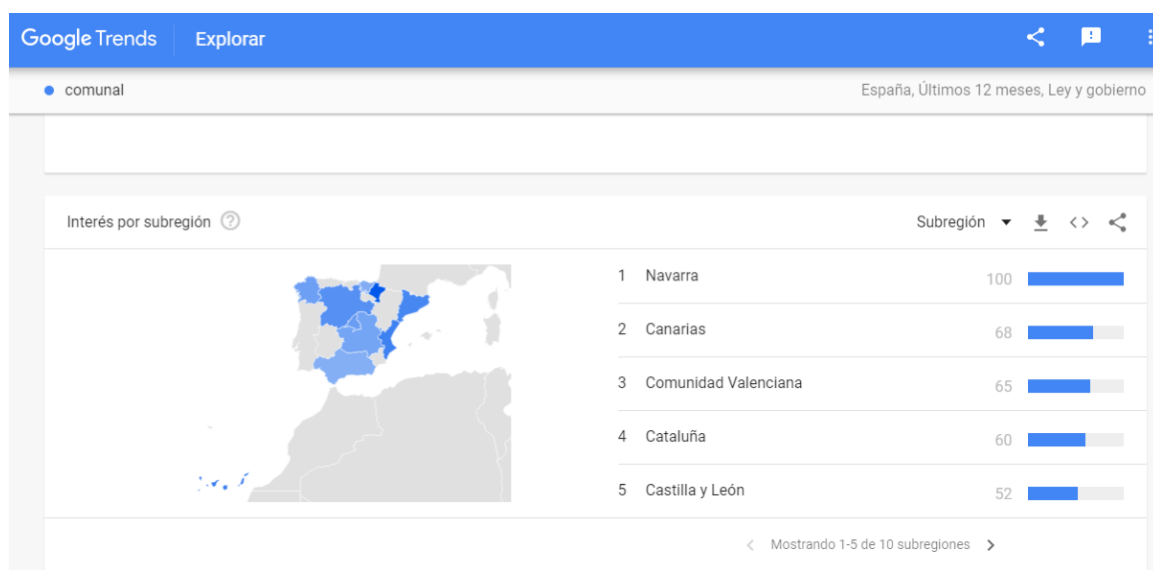 Google Trends Explorar
comunal España, Últimos 12 meses, Ley y gobierno
Interés por subregión ? Subregión
1 Navarra 100
2 Canarias 68
3 Comunidad Valenciana 65
4 Cataluña 60
5 Castilla y León 52
Mostrando 1-5 de 10 subregiones